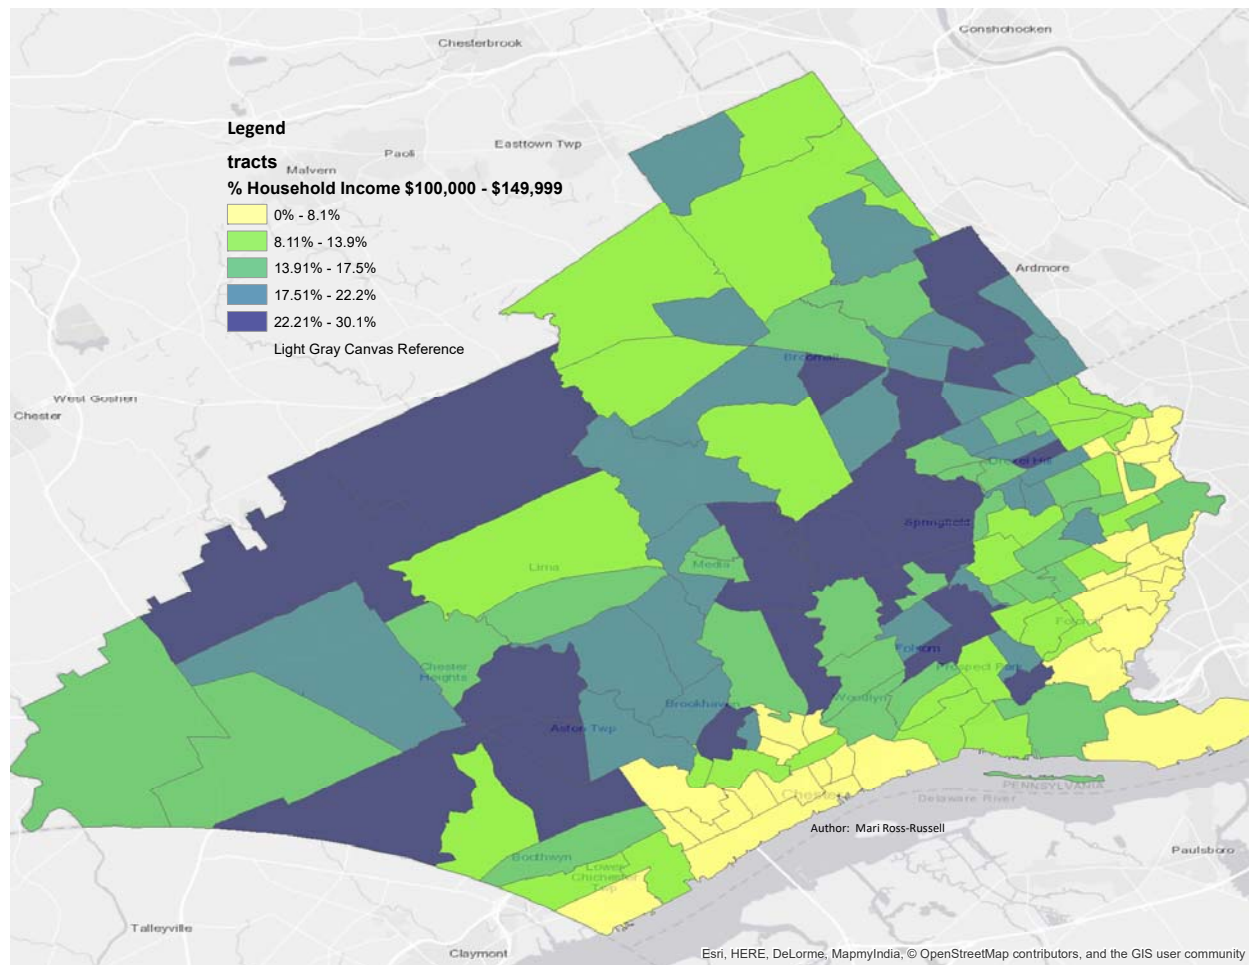 Conshohocken
Chesterbrook
Legend
tracts
Easttown Twp
Paoli
Malvern
% Household Income $100,000 - $149,999
0% - 8.1%
8.11% - 13.9%
13.91% - 17.5%
17.51% - 22.2%
22.21% - 30.1%
Light Gray Canvas Reference
Ardmore
Broomall
West Goshen
Chester
Drexel Hill
Springfield
Media
Lima
Folcroft
Folsom
Prospect Park
Chester
Heights
Woodlyn
Brookhaven
Aston Twp
PENNSYLVANIA
Chester
Delaware River
Author: Mari Ross-Russell
Paulsboro
Boothwyn
Lower
Chichester
Twp
Talleyville
Claymont
Esri, HERE, DeLorme, MapmyIndia, © OpenStreetMap contributors, and the GIS user community